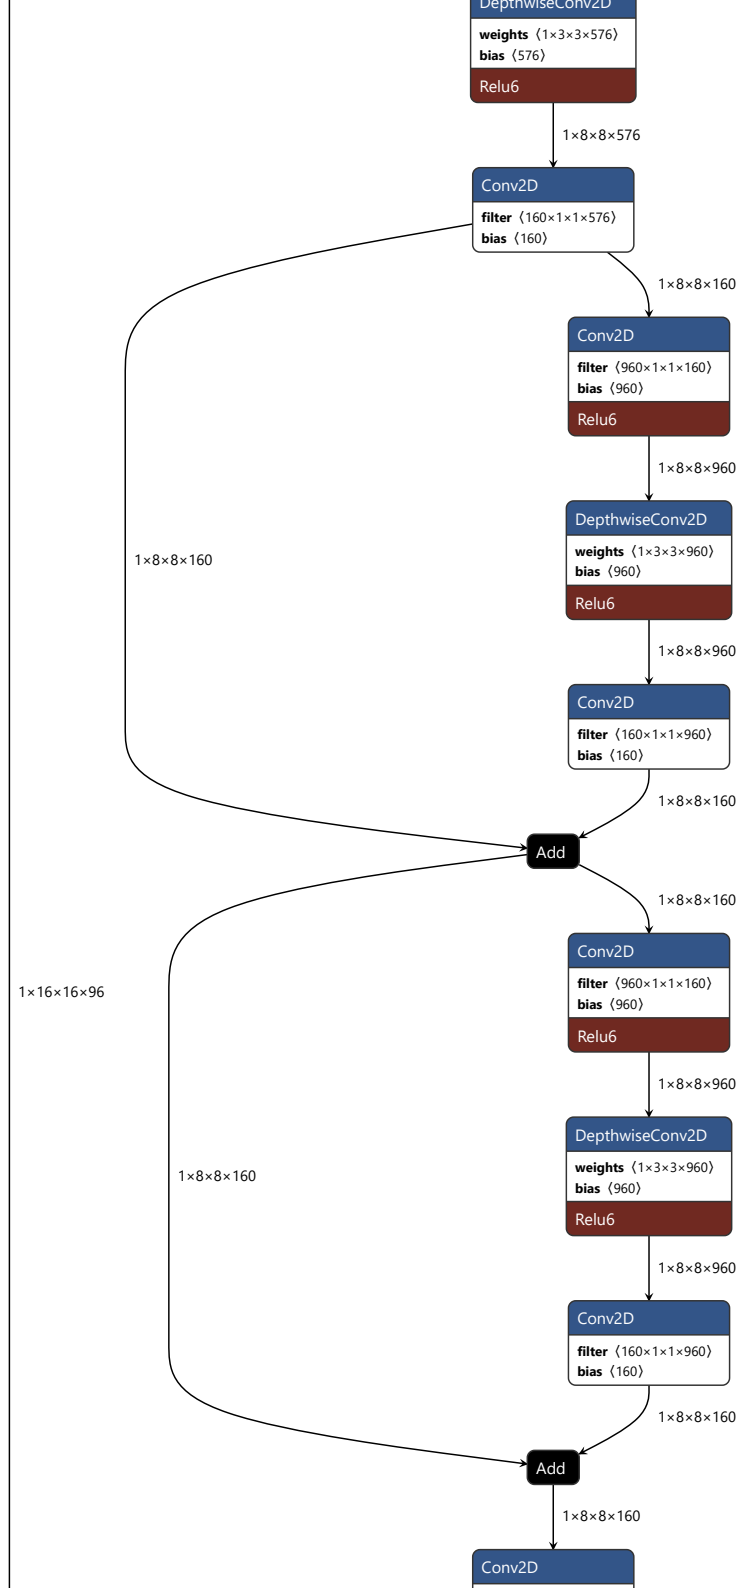 DepthwiseConv2D
weights ⟨1×3×3×576⟩
bias ⟨576⟩
Relu6
1×8×8×576
Conv2D
filter ⟨160×1×1×576⟩
bias ⟨160⟩
1×8×8×160
Conv2D
filter ⟨960×1×1×160⟩
bias ⟨960⟩
Relu6
1×8×8×960
DepthwiseConv2D
weights ⟨1×3×3×960⟩
1×8×8×160
bias ⟨960⟩
Relu6
1×8×8×960
Conv2D
filter ⟨160×1×1×960⟩
bias ⟨160⟩
1×8×8×160
Add
1×8×8×160
Conv2D
filter ⟨960×1×1×160⟩
1×16×16×96
bias ⟨960⟩
Relu6
1×8×8×960
DepthwiseConv2D
weights ⟨1×3×3×960⟩
1×8×8×160
bias ⟨960⟩
Relu6
1×8×8×960
Conv2D
filter ⟨160×1×1×960⟩
bias ⟨160⟩
1×8×8×160
Add
1×8×8×160
Conv2D